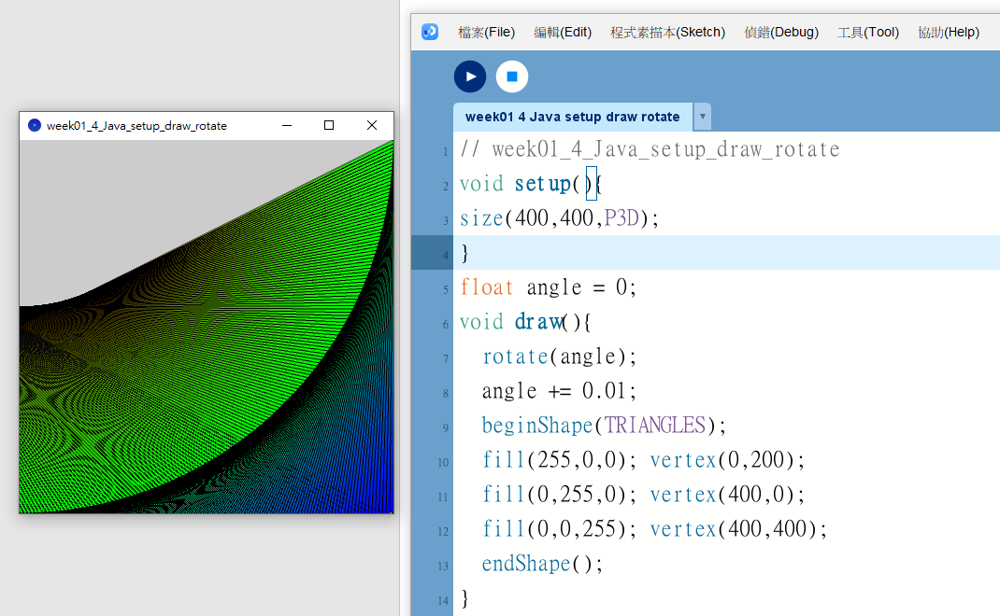 week01_4_Java_setup_draw_rotate
檔案(File) 編輯(Edit) 程式素描本(Sketch) 偵錯(Debug) 工具(Tool) 協助(Help)
week01 4 Java setup draw rotate
1 // week01_4_Java_setup_draw_rotate
2 void setup(){
3 size(400,400,P3D);
4 }
5 float angle = 0;
6 void draw(){
7 rotate(angle);
8 angle += 0.01;
9 beginShape(TRIANGLES);
10 fill(255,0,0); vertex(0,200);
11 fill(0,255,0); vertex(400,0);
12 fill(0,0,255); vertex(400,400);
13 endShape();
14 }